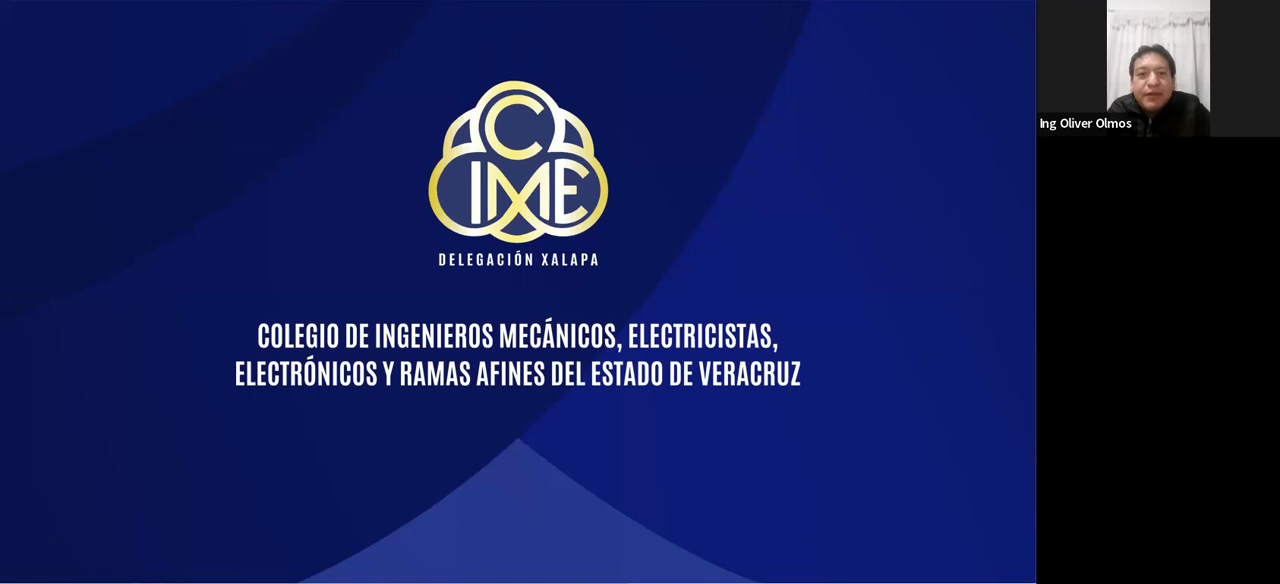 CIME
DELEGACIÓN XALAPA
COLEGIO DE INGENIEROS MECÁNICOS, ELECTRICISTAS,
ELECTRÓNICOS Y RAMAS AFINES DEL ESTADO DE VERACRUZ
Ing Oliver Olmos